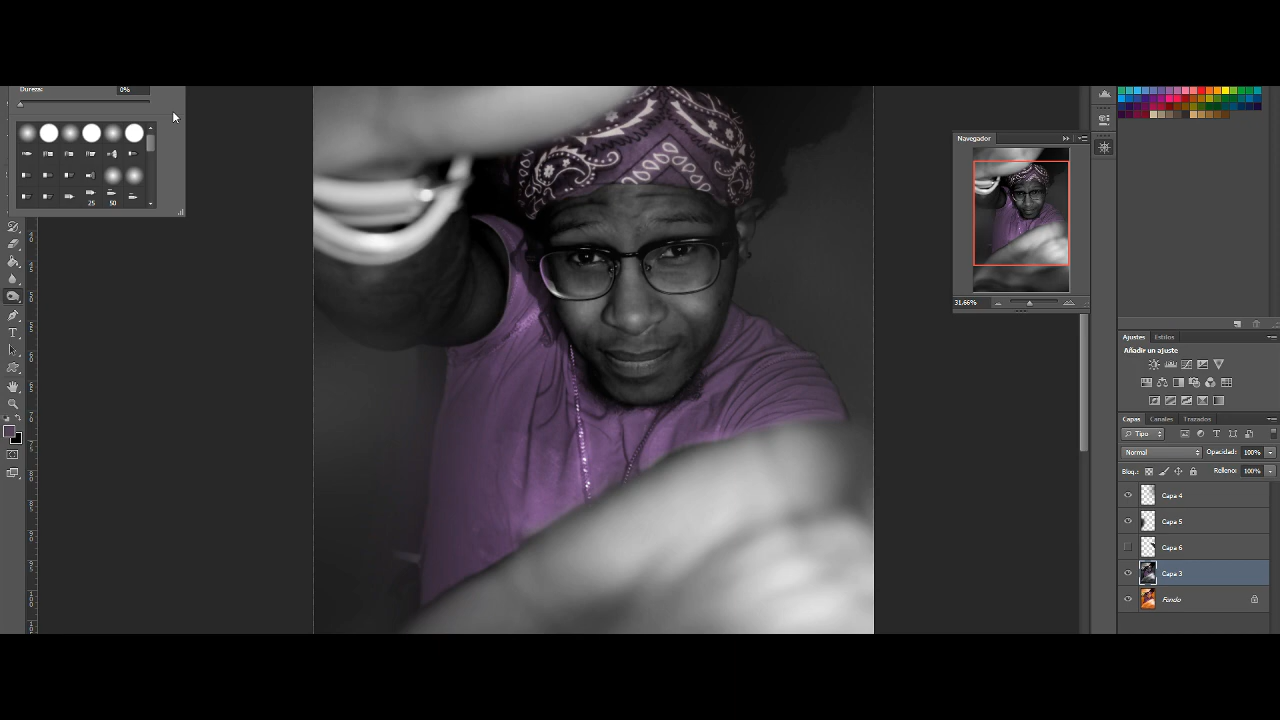 Dureza:
0%
25
50
Navegador
31.66%
Ajustes
Estilos
Añadir un ajuste
Capas
Canales
Trazados
Tipo
Normal
Opacidad:
100%
Bloq.:
Relleno:
100%
Capa 4
Capa 5
Capa 6
Capa 3
Fondo